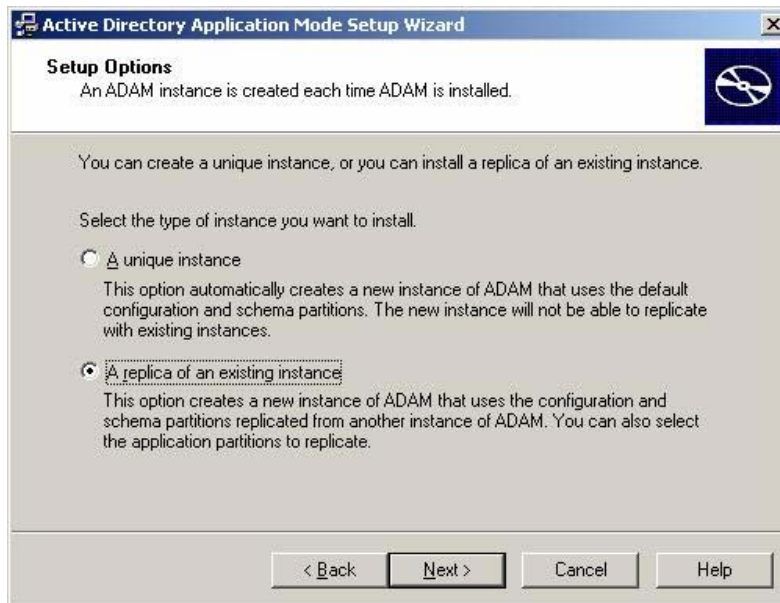 Active Directory Application Mode Setup Wizard
Setup Options
An ADAM instance is created each time ADAM is installed.
You can create a unique instance, or you can install a replica of an existing instance.
Select the type of instance you want to install.
A unique instance
This option automatically creates a new instance of ADAM that uses the default
configuration and schema partitions. The new instance will not be able to replicate
with existing instances.
A replica of an existing instance
This option creates a new instance of ADAM that uses the configuration and
schema partitions replicated from another instance of ADAM. You can also select
the application partitions to replicate.
< Back Next > Cancel Help